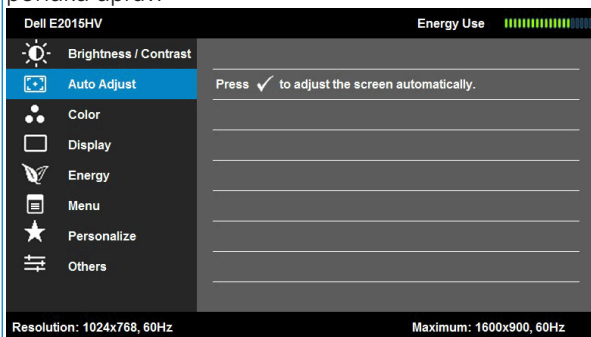 Dell E2015HV Energy Use
Brightness / Contrast
Auto Adjust Press ✓ to adjust the screen automatically.
Color
Display
Energy
Menu
Personalize
Others
Resolution: 1024x768, 60Hz Maximum: 1600x900, 60Hz